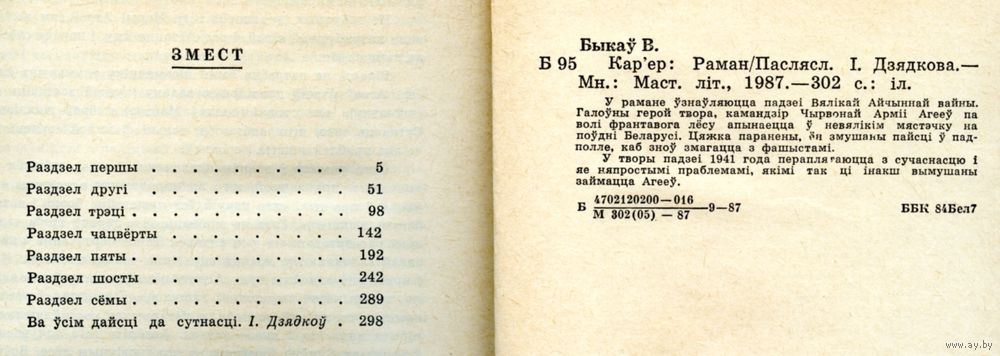 ЗМЕСТ
Раздзел першы . . . . . . . . . . 5
Раздзел другі . . . . . . . . . . 51
Раздзел трэці . . . . . . . . . . 98
Раздзел чацвёрты . . . . . . . . . 142
Раздзел пяты . . . . . . . . . . 192
Раздзел шосты . . . . . . . . . . 242
Раздзел сёмы . . . . . . . . . . 289
Ва ўсім дайсці да сутнасці. І. Дзядкоў . 298
Быкаў В.
Б 95 Кар'ер: Раман/Паслясл. І. Дзядкова.—
Мн.: Маст. літ., 1987.—302 с.: іл.
У рамане ўзнаўляюцца падзеі Вялікай Айчыннай вайны.
Галоўны герой твора, камандзір Чырвонай Арміі Агееў па
волі франтавога лёсу апынаецца ў невялікім мястэчку на
поўдні Беларусі. Цяжка паранены, ён змушаны пайсці ў пад-
полле, каб зноў змагацца з фашыстамі.
У творы падзеі 1941 года пераплятаюцца з сучаснасцю і
яе няпростымі праблемамі, якімі так ці інакш вымушаны
займацца Агееў.
Б 4702120200—016
М 302(05) — 87 —9—87 ББК 84Бел7
www.ay.by